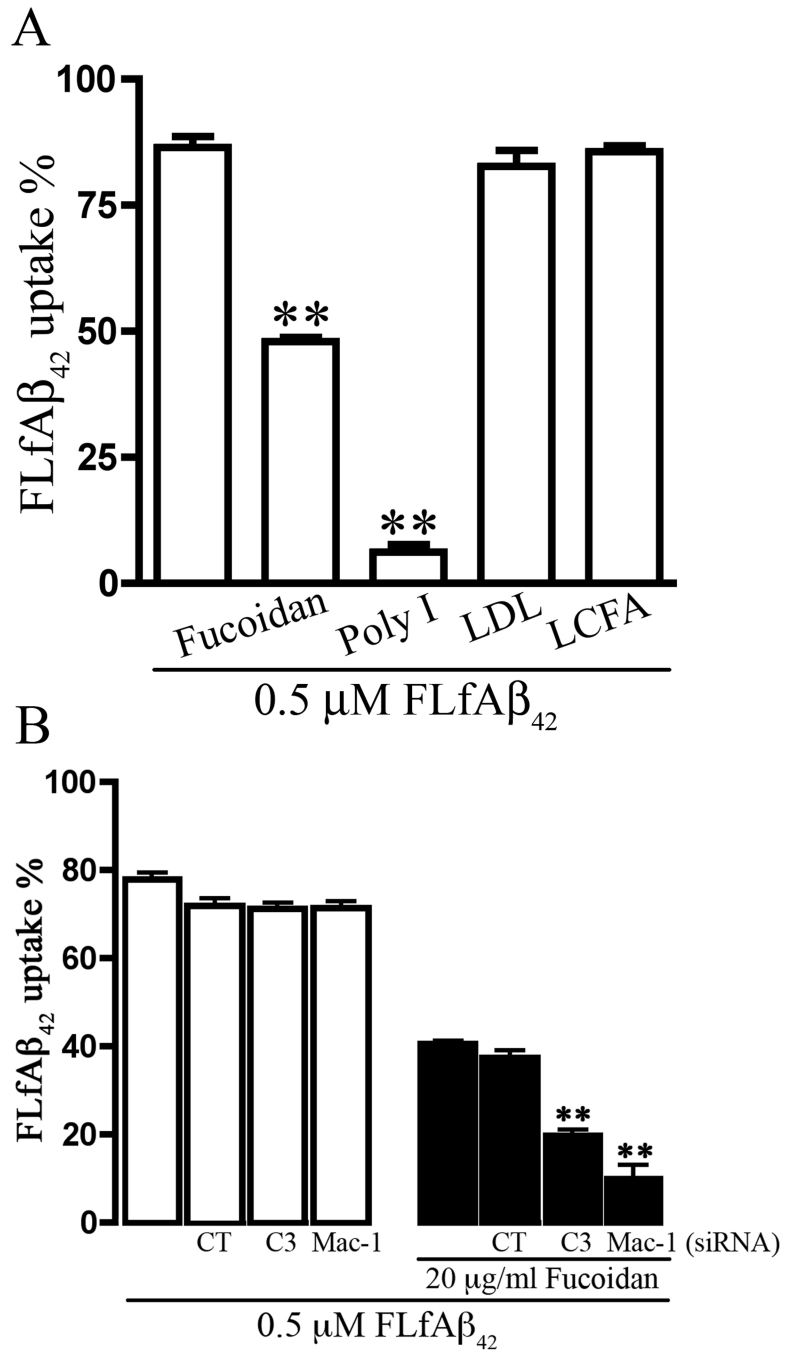 A
FLfAβ42 uptake %
100
75
50
25
0
**
**
Fucoidan Poly I LDL LCFA
0.5 μM FLfAβ42
B
FLfAβ42 uptake %
100
80
60
40
20
0
**
**
CT C3 Mac-1 CT C3 Mac-1 (siRNA)
20 μg/ml Fucoidan
0.5 μM FLfAβ42